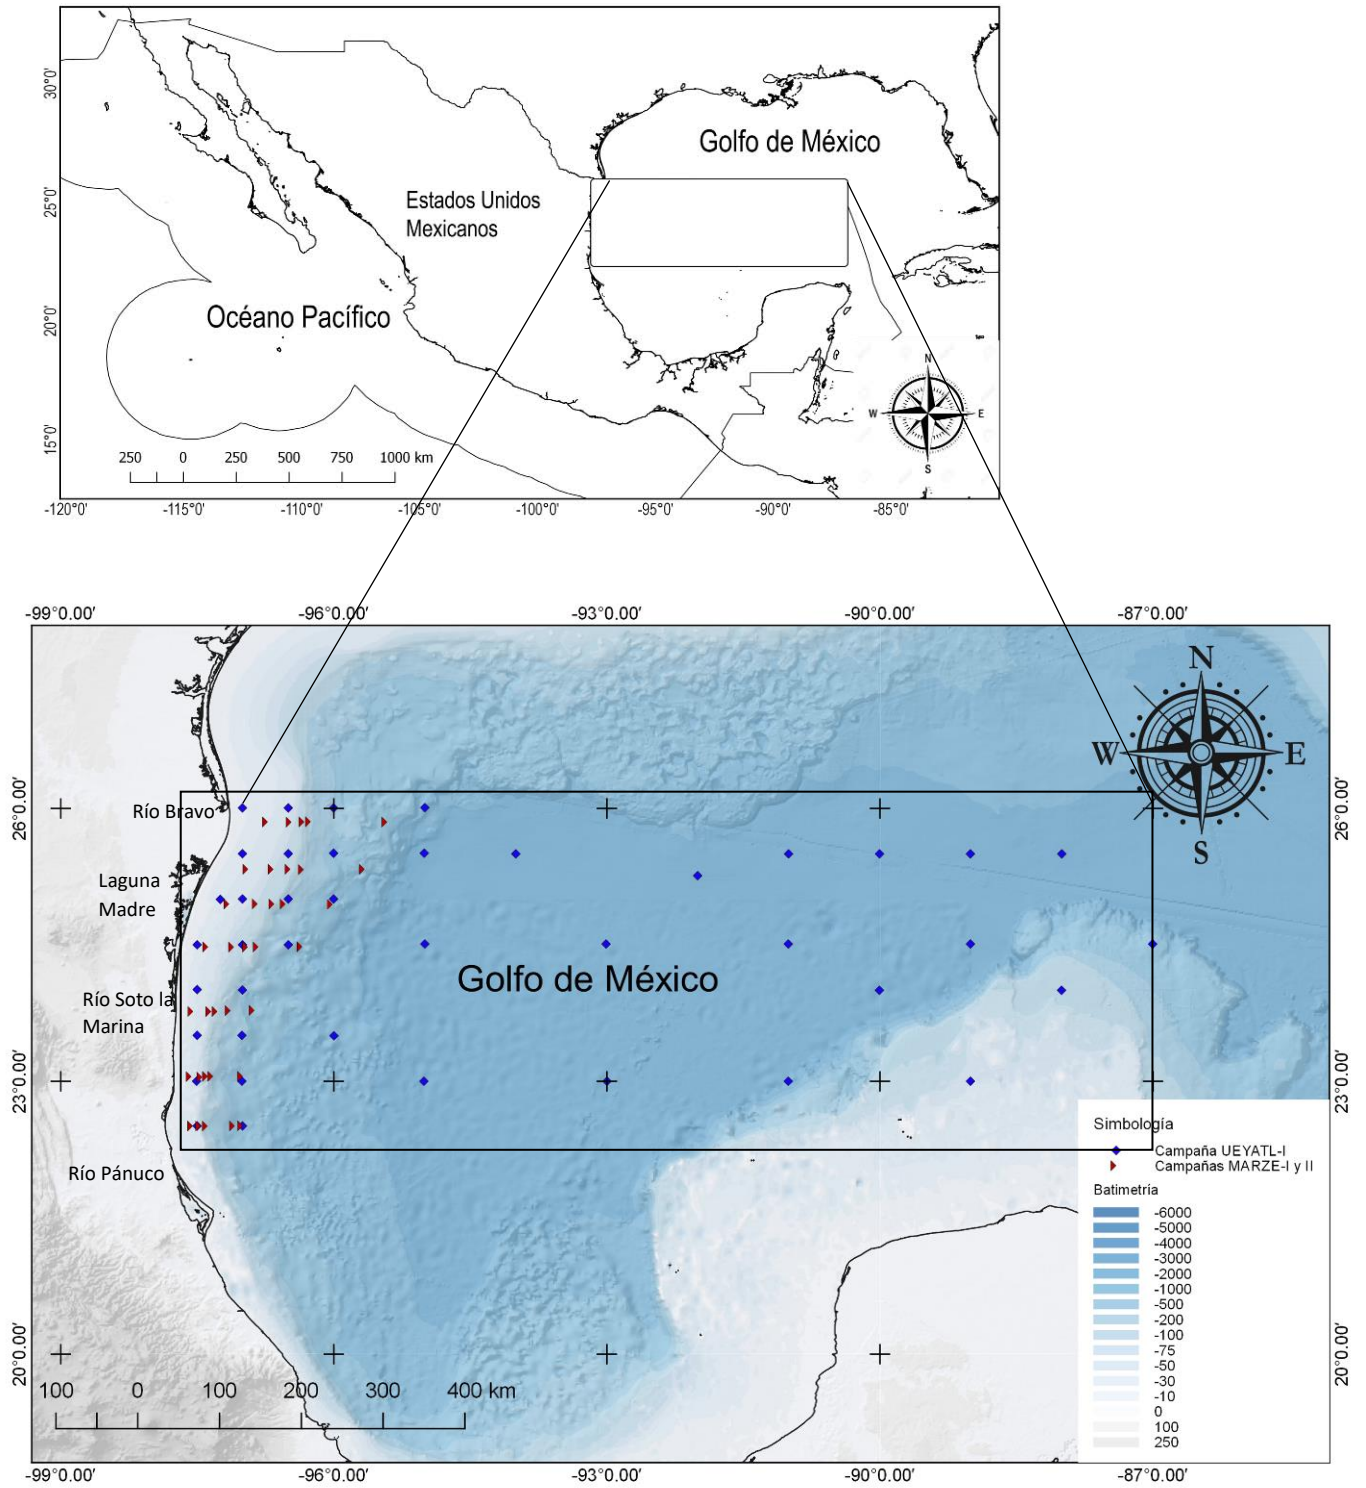 30°0'
25°0'
20°0'
15°0'
Golfo de México
Estados Unidos
Mexicanos
Océano Pacífico
N
W
E
S
250 0 250 500 750 1000 km
-120°0' -115°0' -110°0' -105°0' -100°0' -95°0' -90°0' -85°0'
-99°0.00' -96°0.00' -93°0.00' -90°0.00' -87°0.00'
N
W
E
S
26°0.00'
23°0.00'
20°0.00'
26°0.00'
23°0.00'
20°0.00'
Río Bravo
Laguna
Madre
Golfo de México
Río Soto la
Marina
Río Pánuco
Simbología
Campaña UEYATL-I
Campañas MARZE-I y II
Batimetría
-6000
-5000
-4000
-3000
-2000
-1000
-500
-200
-100
-75
-50
-30
-10
0
100
250
100 0 100 200 300 400 km
-99°0.00' -96°0.00' -93°0.00' -90°0.00' -87°0.00'